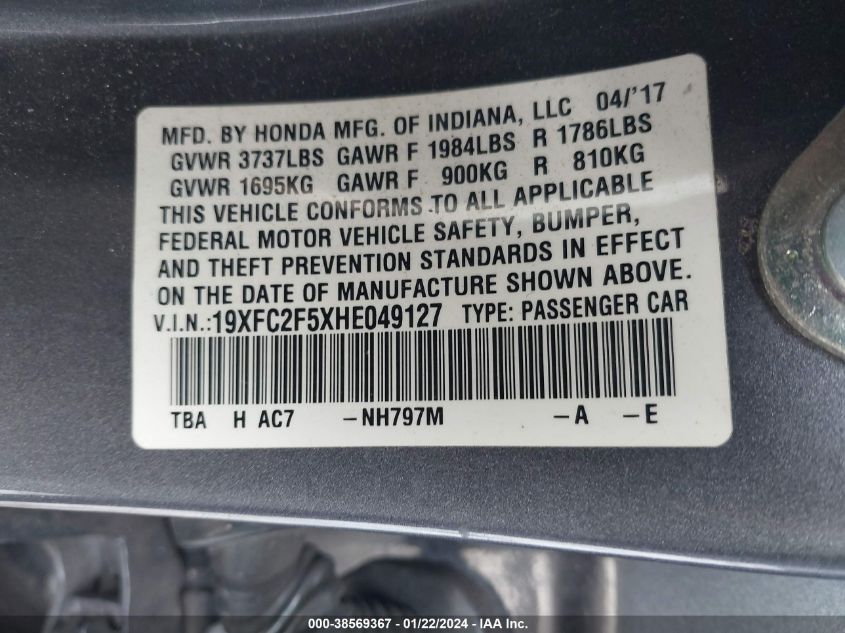 MFD. BY HONDA MFG. OF INDIANA, LLC 04/'17
GVWR 3737LBS GAWR F 1984LBS R 1786LBS
GVWR 1695KG GAWR F 900KG R 810KG
THIS VEHICLE CONFORMS TO ALL APPLICABLE
FEDERAL MOTOR VEHICLE SAFETY, BUMPER,
AND THEFT PREVENTION STANDARDS IN EFFECT
ON THE DATE OF MANUFACTURE SHOWN ABOVE.
V.I.N.:19XFC2F5XHE049127 TYPE: PASSENGER CAR
TBA H AC7 -NH797M -A -E
000-38569367 - 01/22/2024 - IAA Inc.